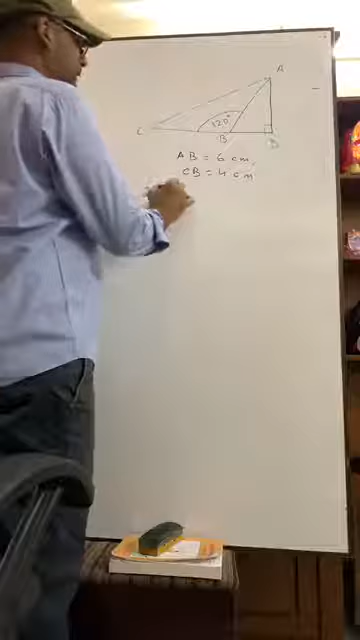 A
120°
C
B
D
AB = 6 cm,
CB = 4 cm